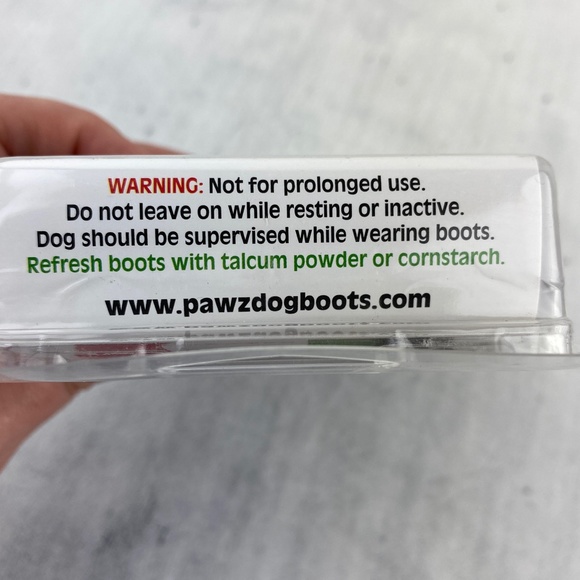 WARNING: Not for prolonged use.
Do not leave on while resting or inactive.
Dog should be supervised while wearing boots.
Refresh boots with talcum powder or cornstarch.
www.pawzdogboots.com